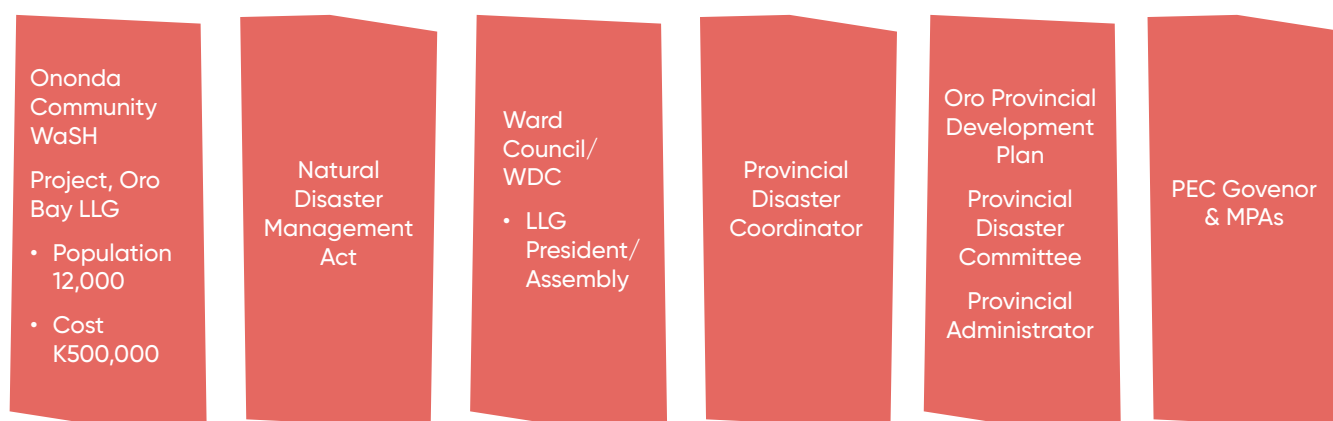 Ononda
Community
WaSH
Project, Oro
Bay LLG
• Population
12,000
• Cost
K500,000
Natural
Disaster
Management
Act
Ward
Council/
WDC
• LLG
President/
Assembly
Provincial
Disaster
Coordinator
Oro Provincial
Development
Plan
Provincial
Disaster
Committee
Provincial
Administrator
PEC Govenor
& MPAs